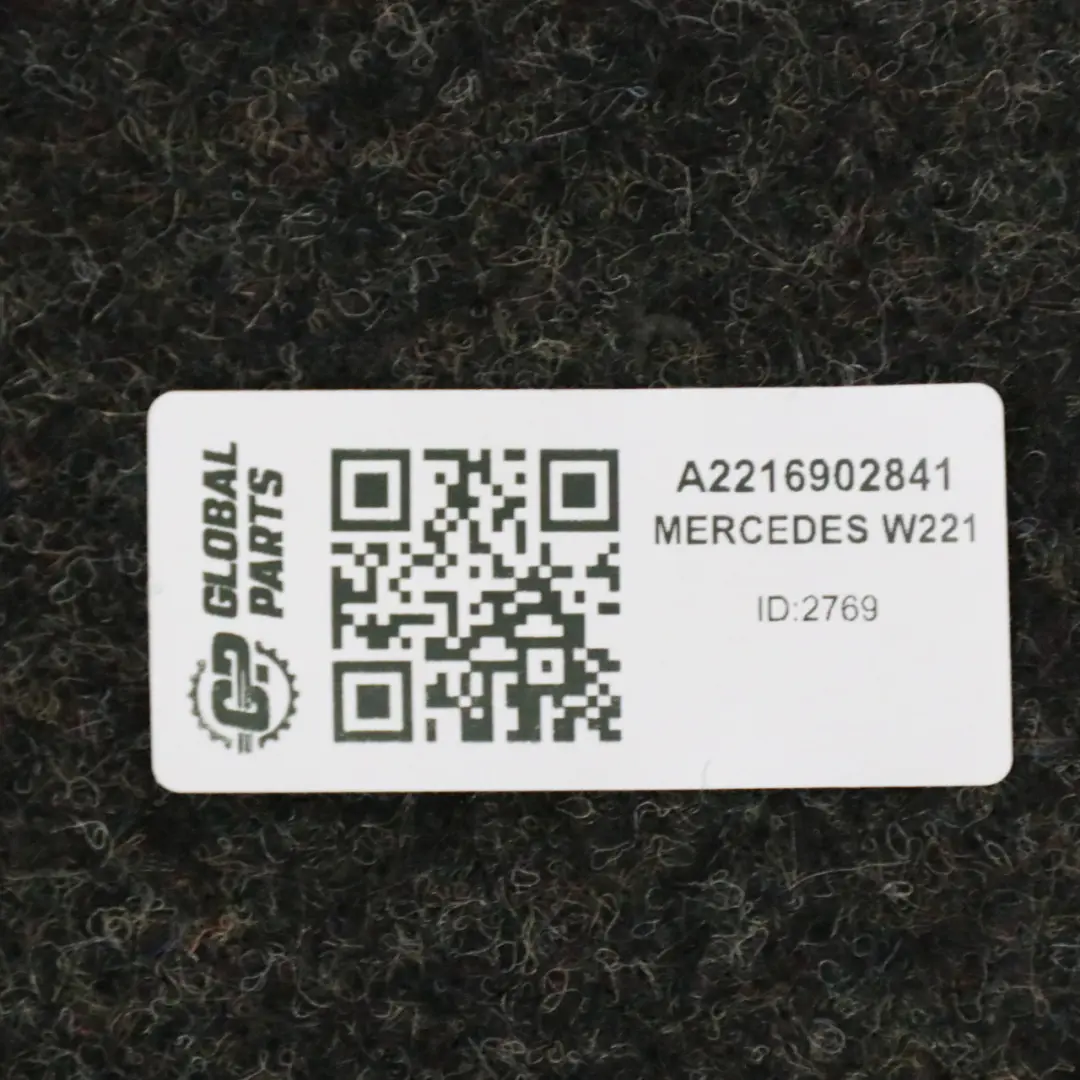 GLOBAL
PARTS
A2216902841
MERCEDES W221
ID:2769